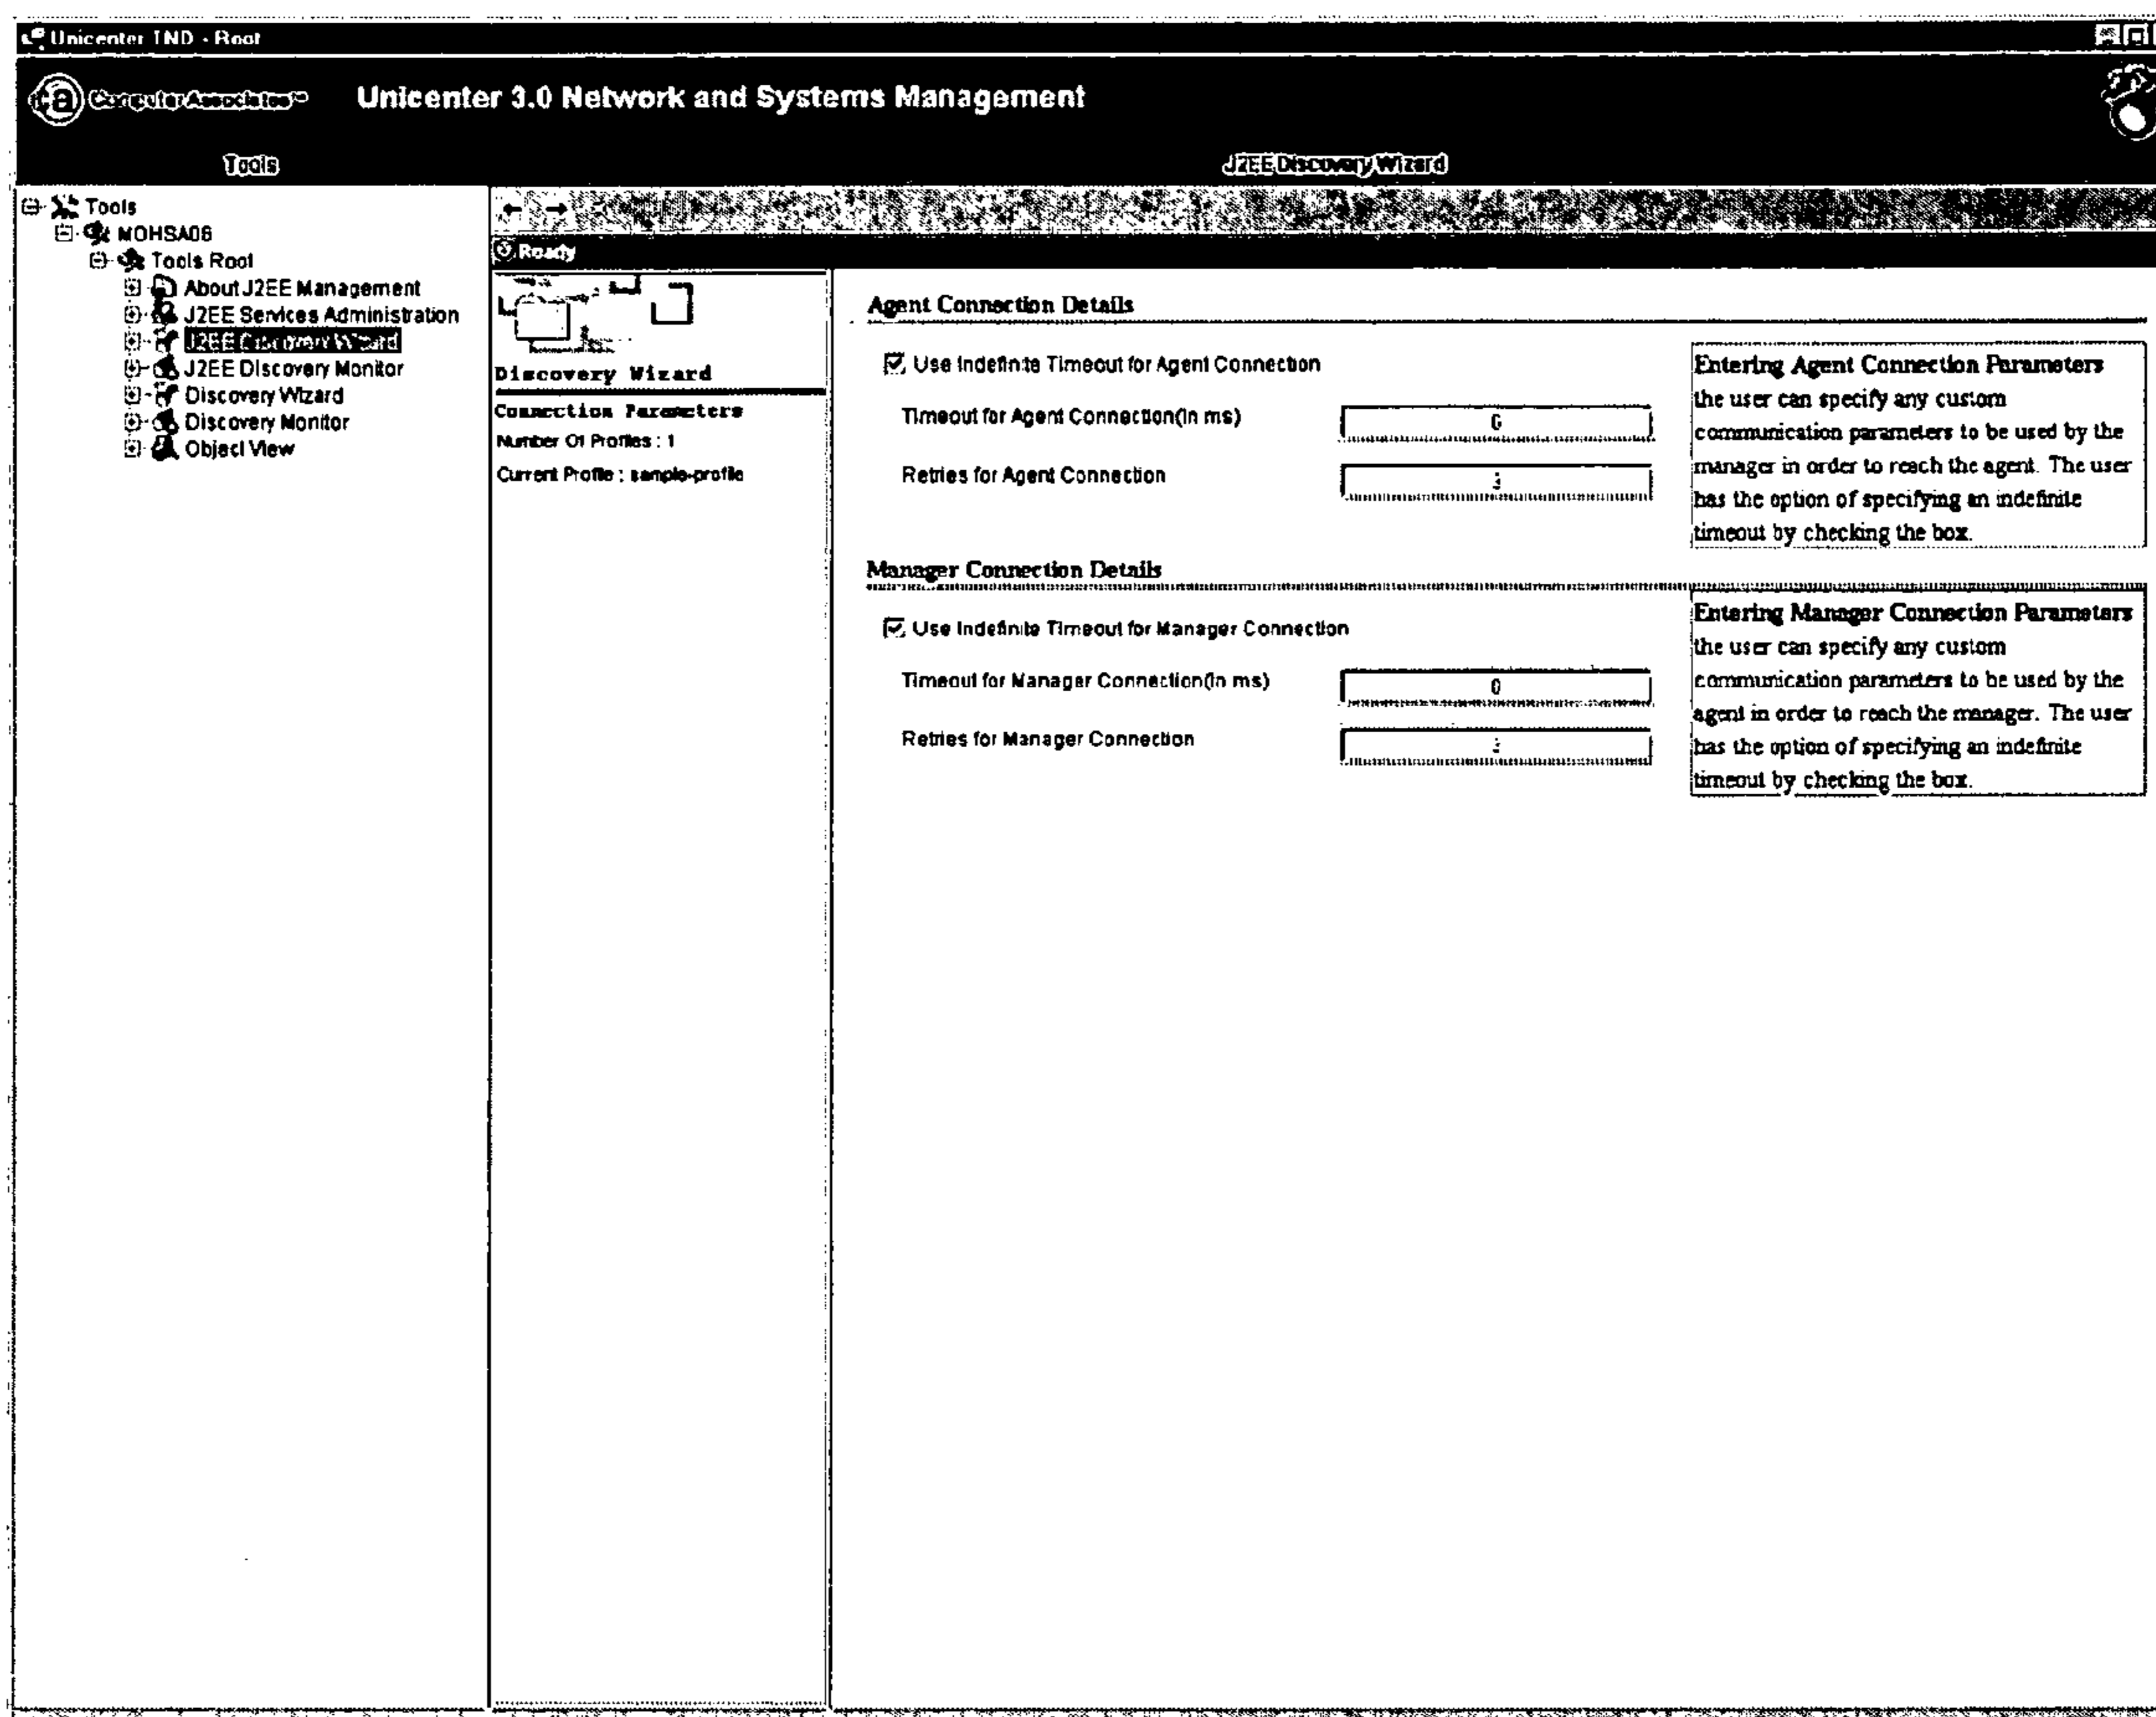 Unicenter TND - Root
ca Computer Associates™
Unicenter 3.0 Network and Systems Management
Tools
J2EE Discovery Wizard
Tools
MOHSA06
Tools Root
About J2EE Management
J2EE Services Administration
J2EE Discovery Wizard
J2EE Discovery Monitor
Discovery Wizard
Discovery Monitor
Object View
Ready
Discovery Wizard
Connection Parameters
Number Of Profiles : 1
Current Profile : sample-profile
Agent Connection Details
Use Indefinite Timeout for Agent Connection
Timeout for Agent Connection(in ms)
Retries for Agent Connection
Entering Agent Connection Parameters
the user can specify any custom
communication parameters to be used by the
manager in order to reach the agent. The user
has the option of specifying an indefinite
timeout by checking the box.
Manager Connection Details
Use Indefinite Timeout for Manager Connection
Timeout for Manager Connection(in ms)
0
Retries for Manager Connection
Entering Manager Connection Parameters
the user can specify any custom
communication parameters to be used by the
agent in order to reach the manager. The user
has the option of specifying an indefinite
timeout by checking the box.